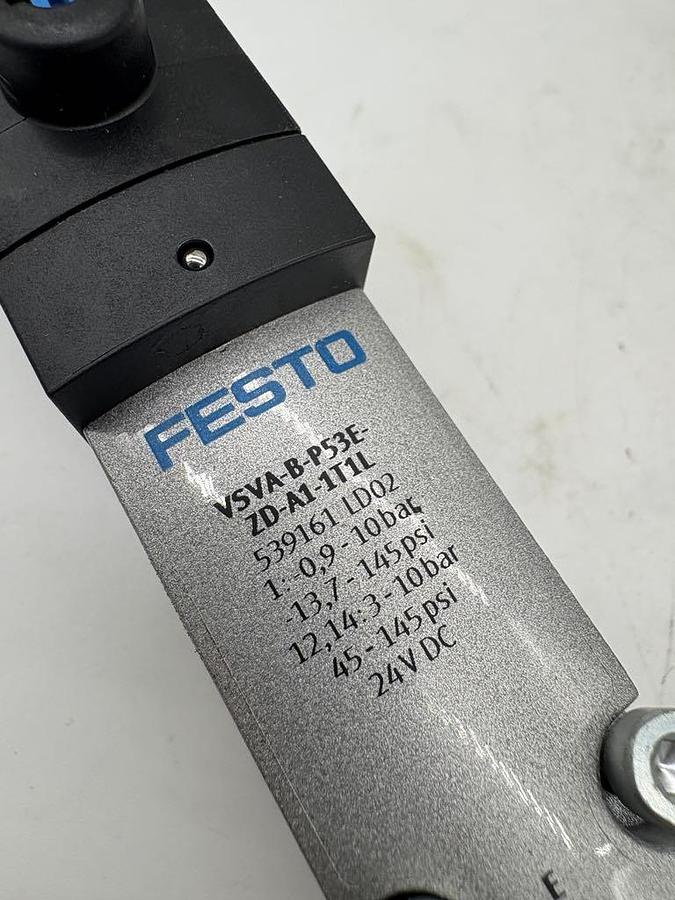 FESTO
VSVA-B-P53E-
ZD-A1-1T1L
539161 LD02
1: -0,9 - 10 bar
-13,7 - 145 psi
12,14: 3 - 10 bar
45 - 145 psi
24V DC
E